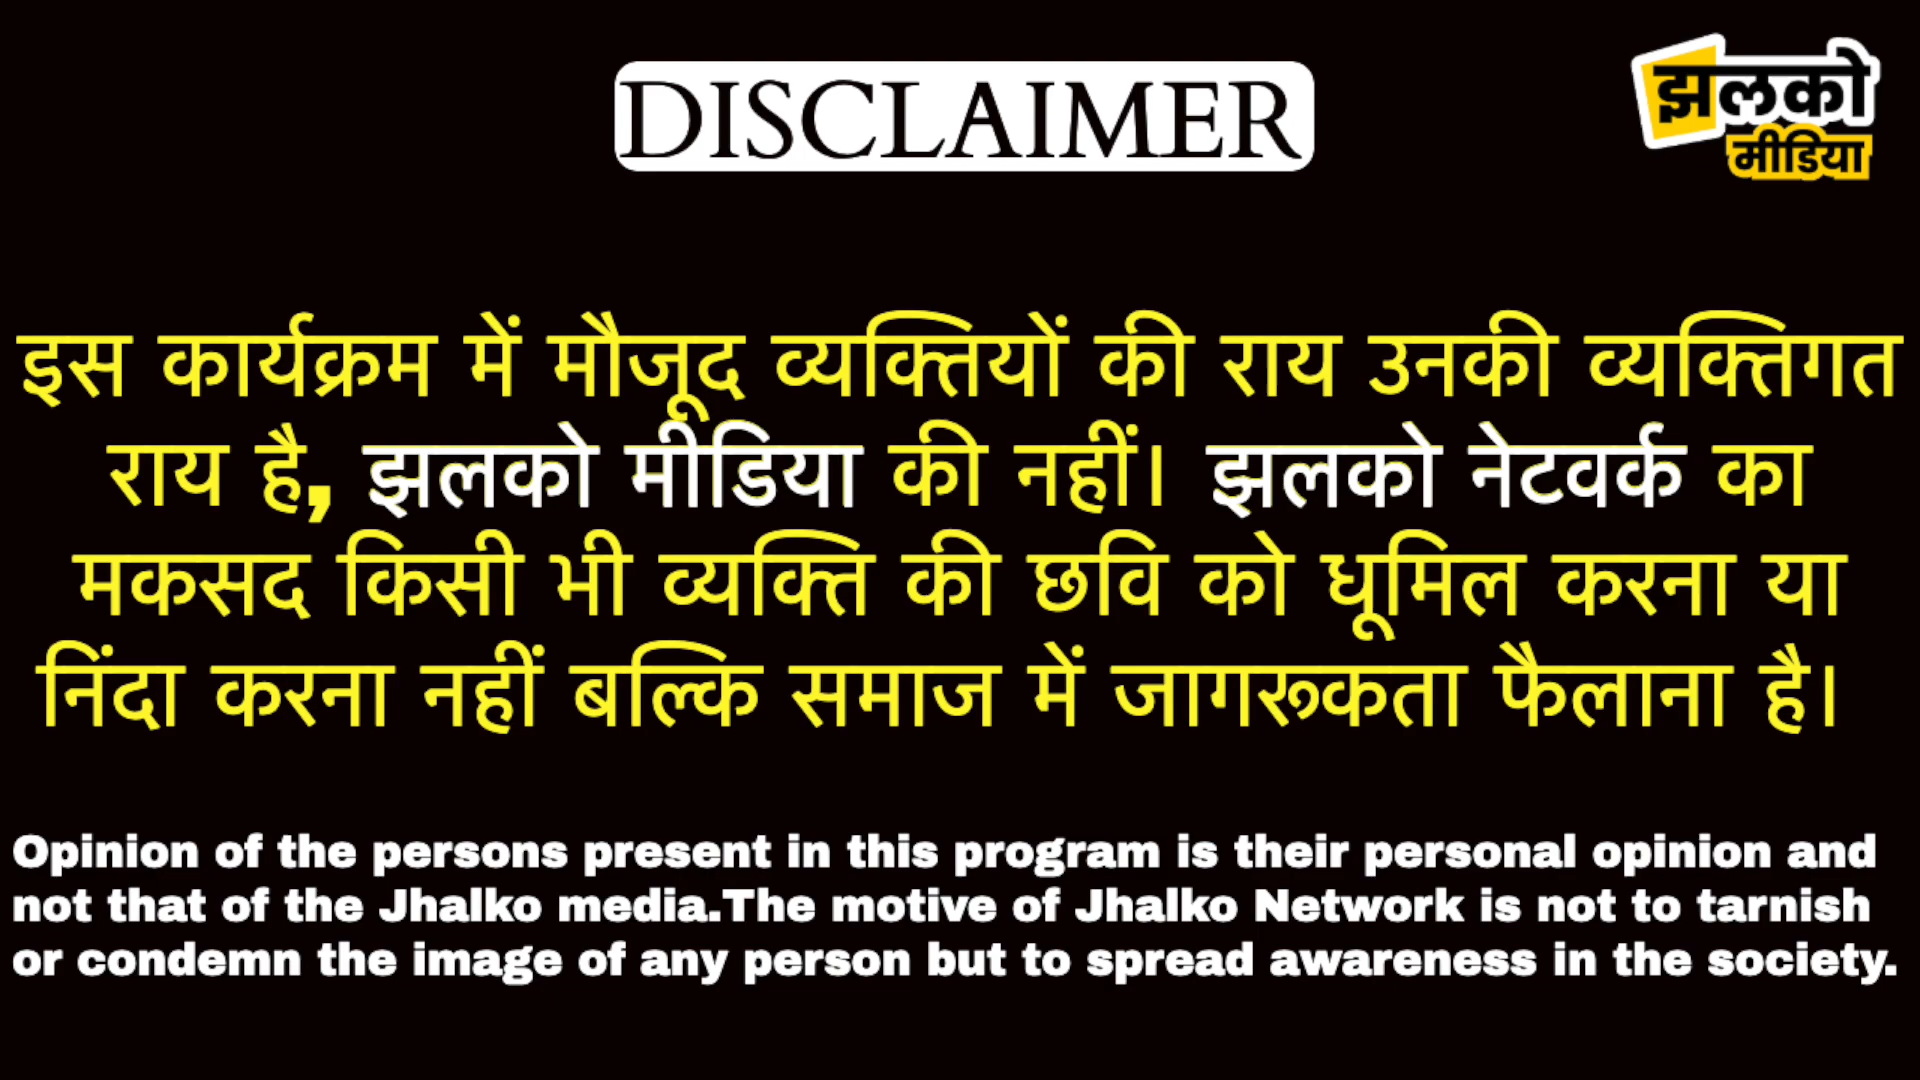 DISCLAIMER
झलको
मीडिया
इस कार्यक्रम में मौजूद व्यक्तियों की राय उनकी व्यक्तिगत
राय है, झलको मीडिया की नहीं। झलको नेटवर्क का
मकसद किसी भी व्यक्ति की छवि को धूमिल करना या
निंदा करना नहीं बल्कि समाज में जागरूकता फैलाना है।
Opinion of the persons present in this program is their personal opinion and
not that of the Jhalko media.The motive of Jhalko Network is not to tarnish
or condemn the image of any person but to spread awareness in the society.